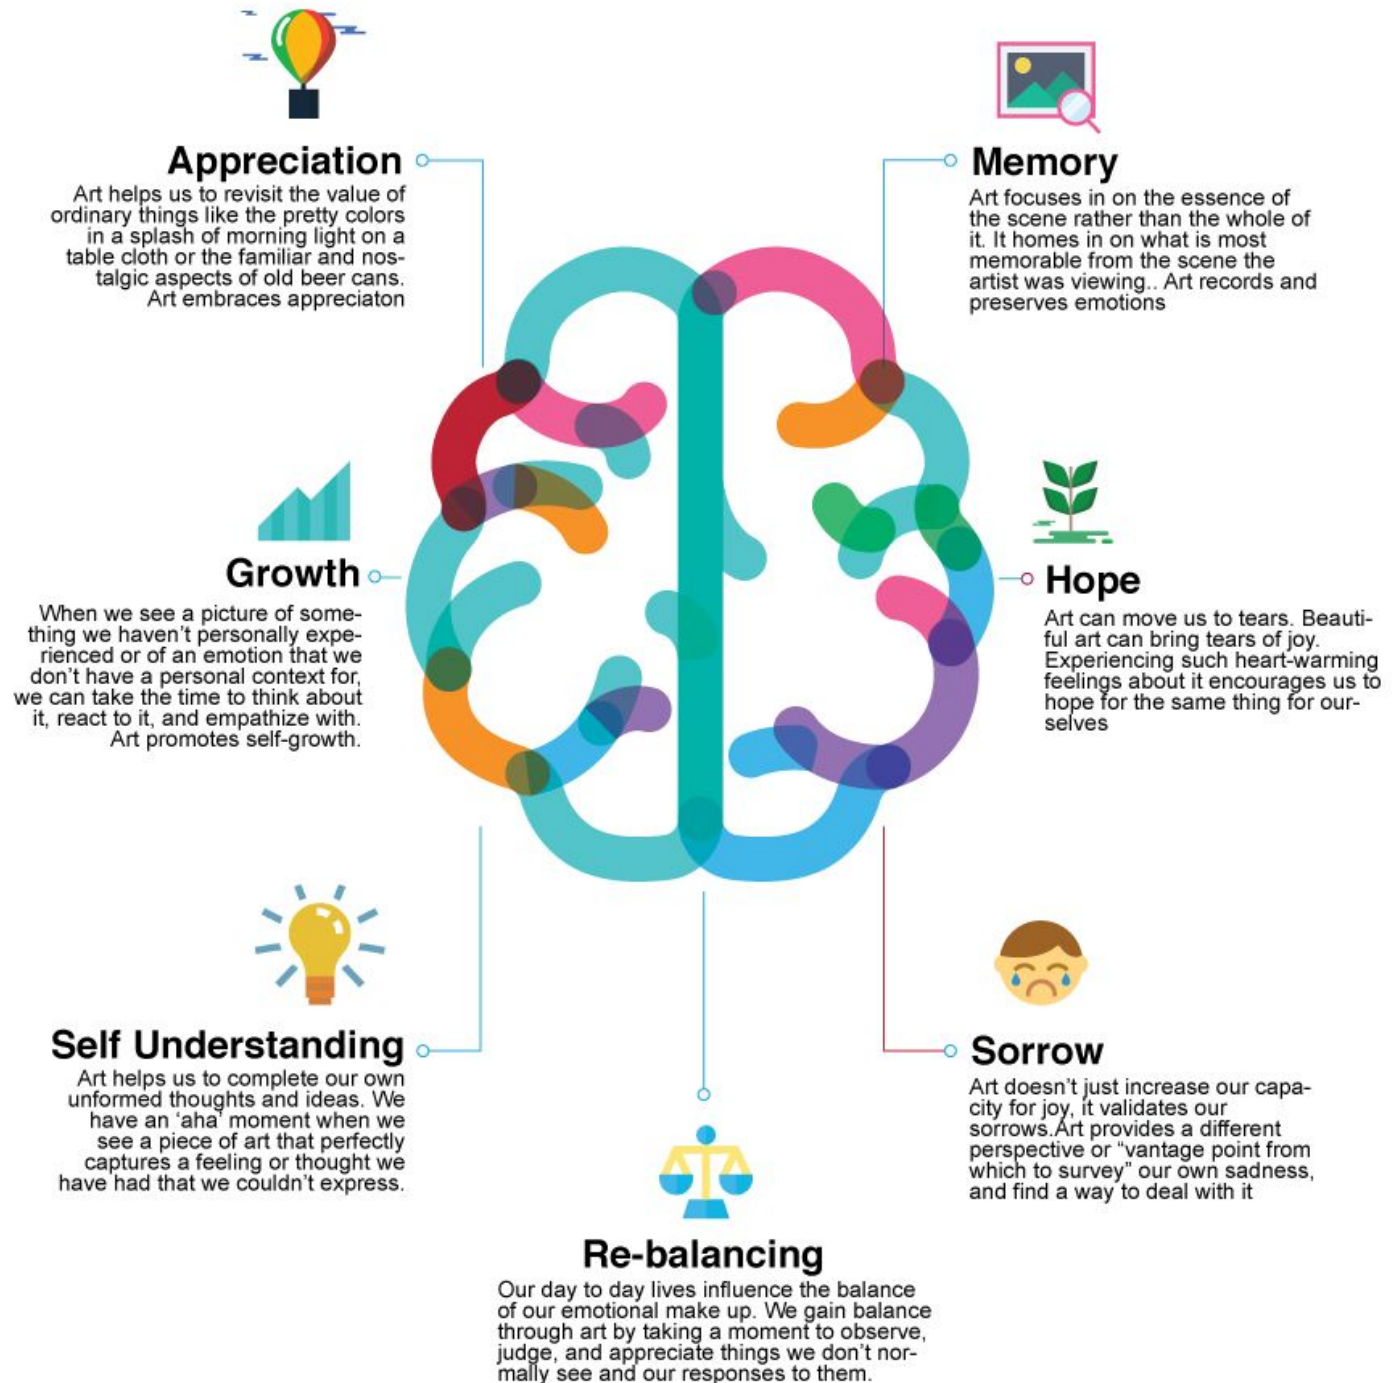 Appreciation
Art helps us to revisit the value of
ordinary things like the pretty colors
in a splash of morning light on a
table cloth or the familiar and nos-
talgic aspects of old beer cans.
Art embraces appreciaton
Memory
Art focuses in on the essence of
the scene rather than the whole of
it. It homes in on what is most
memorable from the scene the
artist was viewing.. Art records and
preserves emotions
Growth
When we see a picture of some-
thing we haven't personally expe-
rienced or of an emotion that we
don't have a personal context for,
we can take the time to think about
it, react to it, and empathize with.
Art promotes self-growth.
Hope
Art can move us to tears. Beauti-
ful art can bring tears of joy.
Experiencing such heart-warming
feelings about it encourages us to
hope for the same thing for our-
selves
Self Understanding
Art helps us to complete our own
unformed thoughts and ideas. We
have an ‘aha’ moment when we
see a piece of art that perfectly
captures a feeling or thought we
have had that we couldn't express.
Sorrow
Art doesn't just increase our capa-
city for joy, it validates our
sorrows.Art provides a different
perspective or “vantage point from
which to survey” our own sadness,
and find a way to deal with it
Re-balancing
Our day to day lives influence the balance
of our emotional make up. We gain balance
through art by taking a moment to observe,
judge, and appreciate things we don't nor-
mally see and our responses to them.